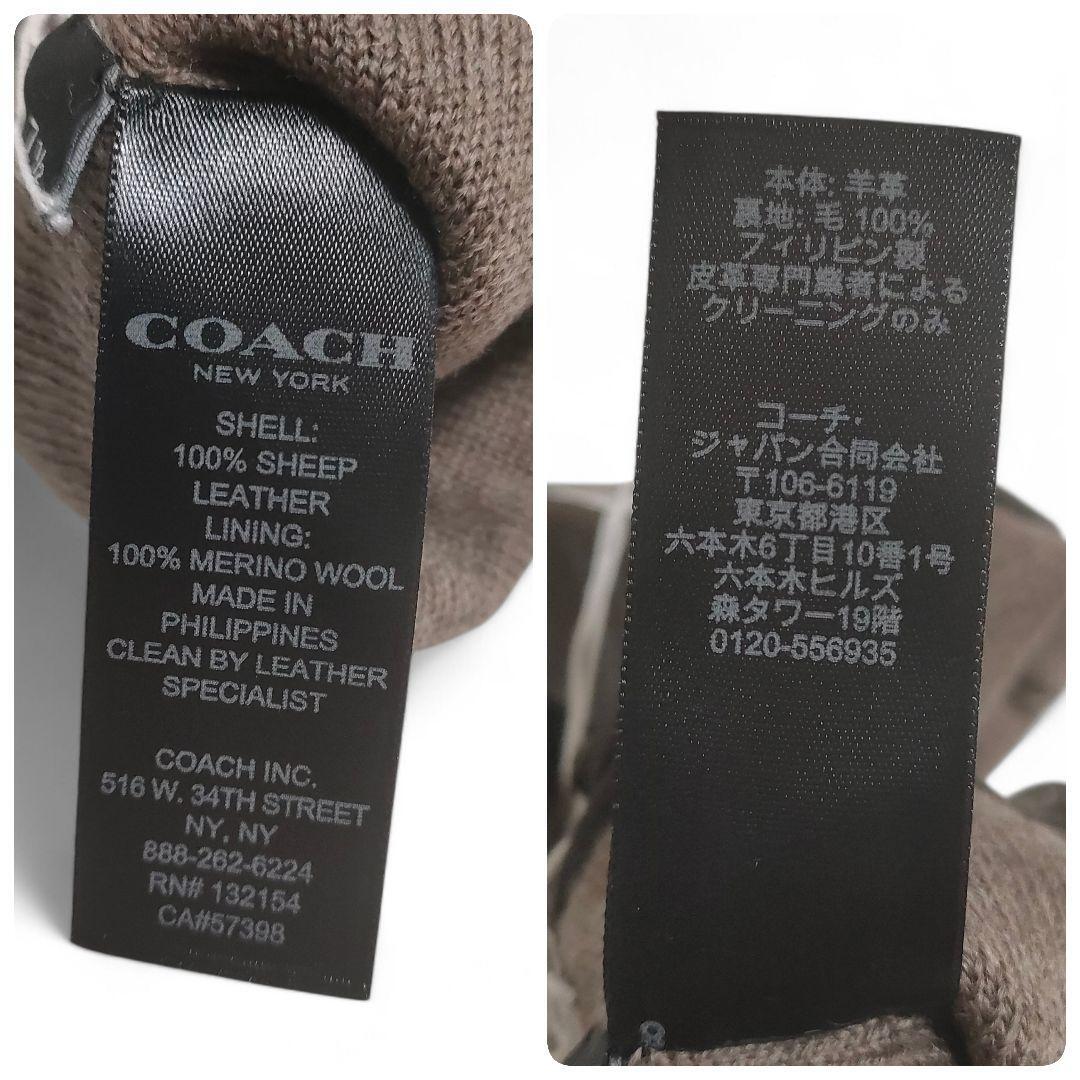 COACH
NEW YORK
SHELL:
100% SHEEP
LEATHER
LINING:
100% MERINO WOOL
MADE IN
PHILIPPINES
CLEAN BY LEATHER
SPECIALIST
COACH INC.
516 W. 34TH STREET
NY, NY
888-262-6224
RN# 132154
CA#57398
本体: 羊革
裏地: 毛 100%
フィリピン製
皮革専門業者による
クリーニングのみ
コーチ・
ジャパン合同会社
〒106-6119
東京都港区
六本木6丁目10番1号
六本木ヒルズ
森タワー19階
0120-556935
8